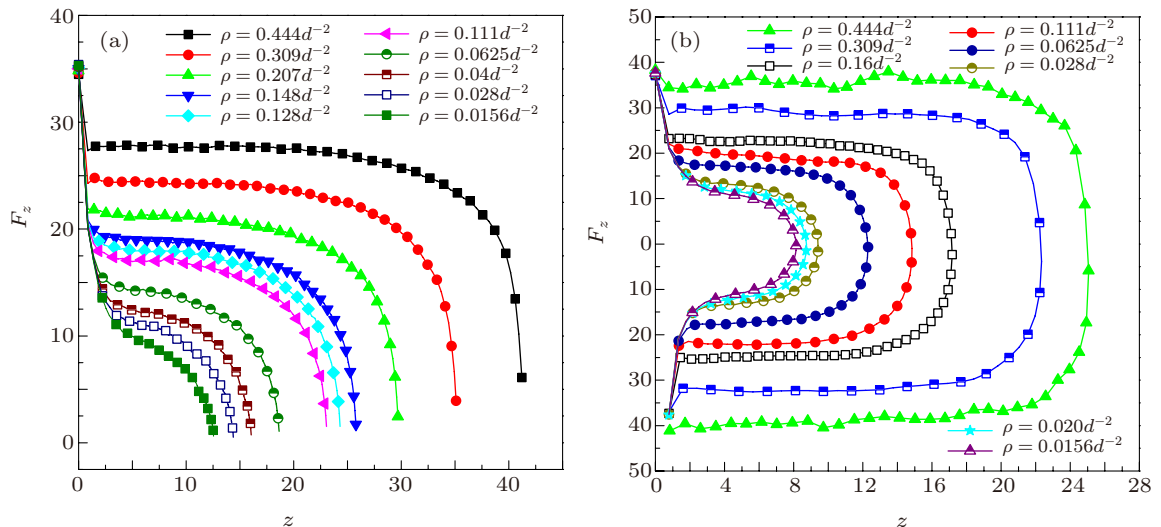 (a)
ρ = 0.444d⁻²
ρ = 0.309d⁻²
ρ = 0.207d⁻²
ρ = 0.148d⁻²
ρ = 0.128d⁻²
ρ = 0.111d⁻²
ρ = 0.0625d⁻²
ρ = 0.04d⁻²
ρ = 0.028d⁻²
ρ = 0.0156d⁻²
40
30
20
10
0
F_z
0 10 20 30 40
z
(b)
ρ = 0.444d⁻²
ρ = 0.309d⁻²
ρ = 0.16d⁻²
ρ = 0.111d⁻²
ρ = 0.0625d⁻²
ρ = 0.028d⁻²
50
40
30
20
10
0
10
20
30
40
50
F_z
ρ = 0.020d⁻²
ρ = 0.0156d⁻²
0 4 8 12 16 20 24 28
z